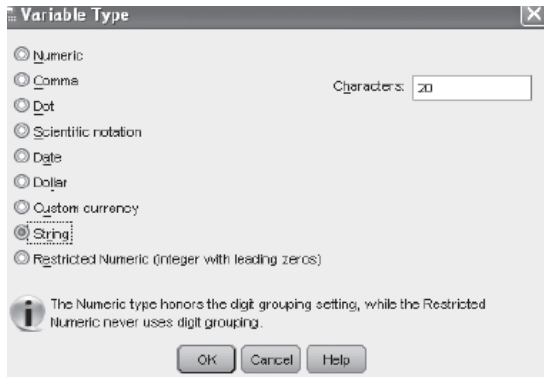 Variable Type
Numeric
Comma
Characters: 20
Dot
Scientific notation
Date
Dollar
Custom currency
String
Restricted Numeric (integer with leading zeros)
The Numeric type honors the digit grouping setting, while the Restricted
Numeric never uses digit grouping.
OK Cancel Help